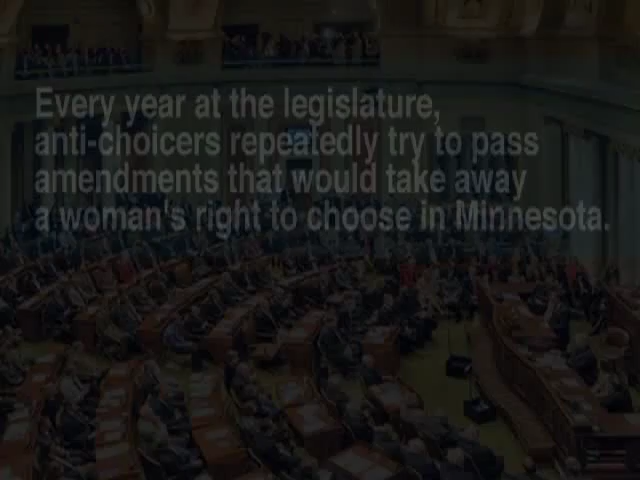 Every year at the legislature,
anti-choicers repeatedly try to pass
amendments that would take away
a woman's right to choose in Minnesota.